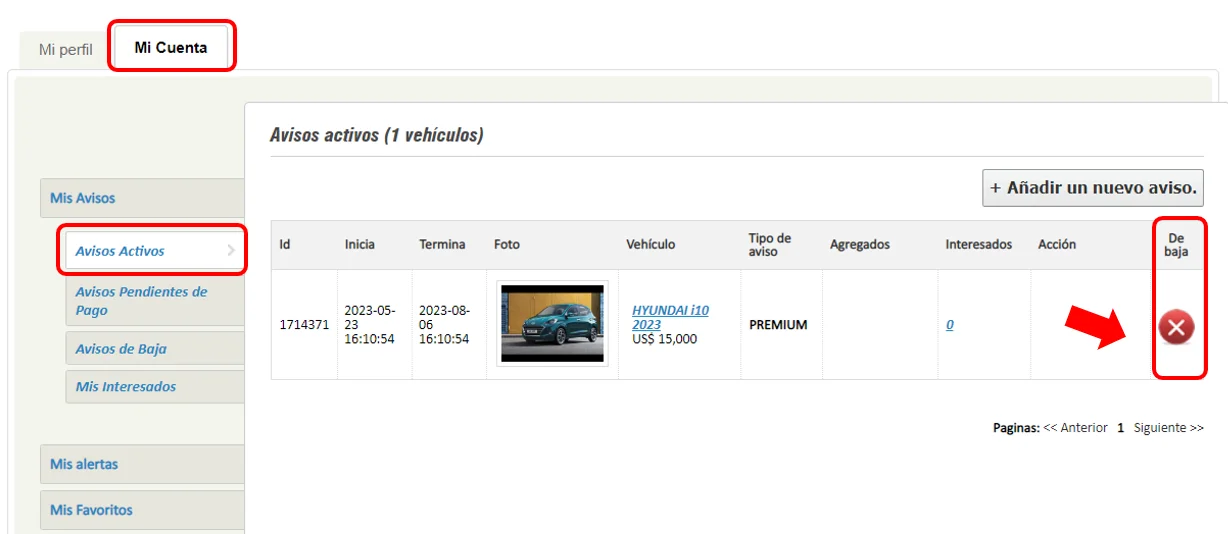 Mi perfil
Mi Cuenta
Avisos activos (1 vehículos)
+ Añadir un nuevo aviso.
Mis Avisos
Avisos Activos
Avisos Pendientes de
Pago
Avisos de Baja
Mis Interesados
Mis alertas
Mis Favoritos
Id
Inicia
Termina
Foto
Vehículo
Tipo de
aviso
Agregados
Interesados
Acción
De
baja
1714371
2023-05-
23
16:10:54
2023-08-
06
16:10:54
HYUNDAI i10
2023
US$ 15,000
PREMIUM
0
Paginas: << Anterior 1 Siguiente >>